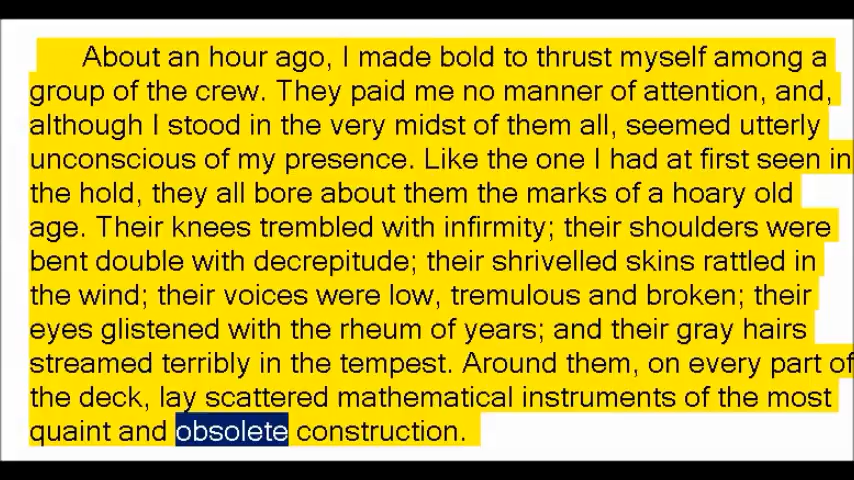 About an hour ago, I made bold to thrust myself among a
group of the crew. They paid me no manner of attention, and,
although I stood in the very midst of them all, seemed utterly
unconscious of my presence. Like the one I had at first seen in
the hold, they all bore about them the marks of a hoary old
age. Their knees trembled with infirmity; their shoulders were
bent double with decrepitude; their shrivelled skins rattled in
the wind; their voices were low, tremulous and broken; their
eyes glistened with the rheum of years; and their gray hairs
streamed terribly in the tempest. Around them, on every part of
the deck, lay scattered mathematical instruments of the most
quaint and obsolete construction.